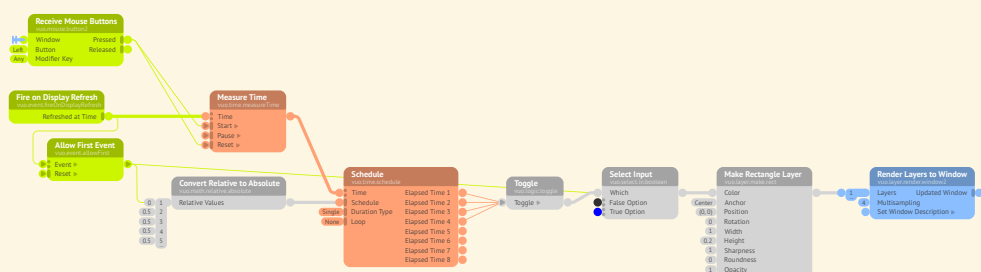 Receive Mouse Buttons
vuo.mouse.button2
Window Pressed
Left Button Released
Any Modifier Key
Fire on Display Refresh
vuo.event.fireOnDisplayRefresh
Refreshed at Time
Measure Time
vuo.time.measureTime
Time
Start »
Pause »
Reset »
Allow First Event
vuo.event.allowFirst
Event »
Reset »
Convert Relative to Absolute
vuo.math.relative.absolute
0 1 Relative Values
0.5 2
0.5 3
0.5 4
0.5 5
Schedule
vuo.time.schedule
Time Elapsed Time 1
Schedule Elapsed Time 2
Single Duration Type Elapsed Time 3
None Loop Elapsed Time 4
Elapsed Time 5
Elapsed Time 6
Elapsed Time 7
Elapsed Time 8
Toggle
vuo.logic.toggle
Toggle »
Select Input
vuo.select.in.boolean
Which
False Option
True Option
Make Rectangle Layer
vuo.layer.make.rect
Color
Center Anchor
(0, 0) Position
0 Rotation
1 Width
0.2 Height
1 Sharpness
0 Roundness
1 Opacity
Render Layers to Window
vuo.layer.render.window2
1 Layers Updated Window
4 Multisampling
Set Window Description »